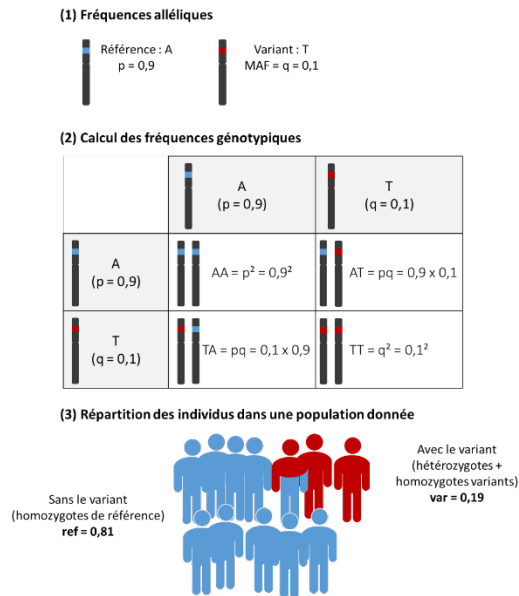 (1) Fréquences alléliques
Référence : A
p = 0,9
Variant : T
MAF = q = 0,1
(2) Calcul des fréquences génotypiques
A
(p = 0,9)
T
(q = 0,1)
A
(p = 0,9)
AA = p² = 0,9²
AT = pq = 0,9 x 0,1
T
(q = 0,1)
TA = pq = 0,1 x 0,9
TT = q² = 0,1²
(3) Répartition des individus dans une population donnée
Sans le variant
(homozygotes de référence)
ref = 0,81
Avec le variant
(hétérozygotes +
homozygotes variants)
var = 0,19